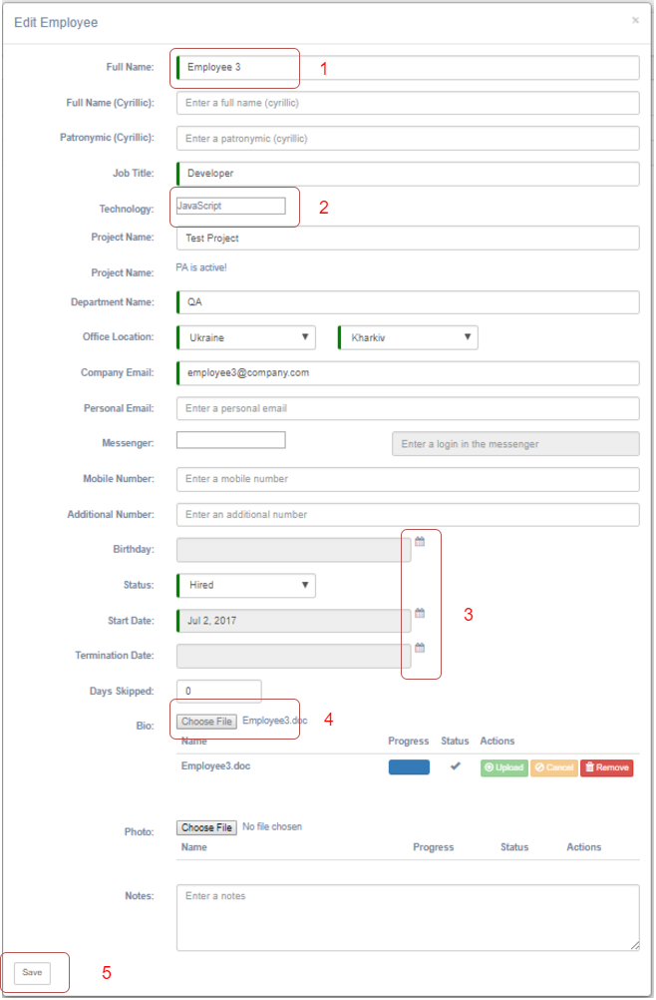 Edit Employee ×
Full Name: Employee 3 1
Full Name (Cyrillic): Enter a full name (cyrillic)
Patronymic (Cyrillic): Enter a patronymic (cyrillic)
Job Title: Developer
Technology: JavaScript 2
Project Name: Test Project
Project Name: PA is active!
Department Name: QA
Office Location: Ukraine Kharkiv
Company Email: employee3@company.com
Personal Email: Enter a personal email
Messenger: Enter a login in the messenger
Mobile Number: Enter a mobile number
Additional Number: Enter an additional number
Birthday:
Status: Hired
3
Start Date: Jul 2, 2017
Termination Date:
Days Skipped: 0
Bio: Choose File Employee3.doc 4
Name Progress Status Actions
Employee3.doc Upload Cancel Remove
Photo: Choose File No file chosen
Name Progress Status Actions
Notes: Enter a notes
Save 5